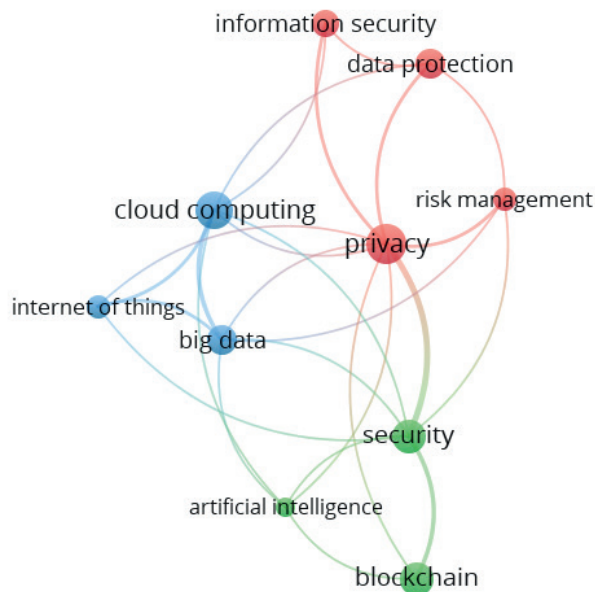 information security
data protection
cloud computing
risk management
privacy
internet of things
big data
security
artificial intelligence
blockchain